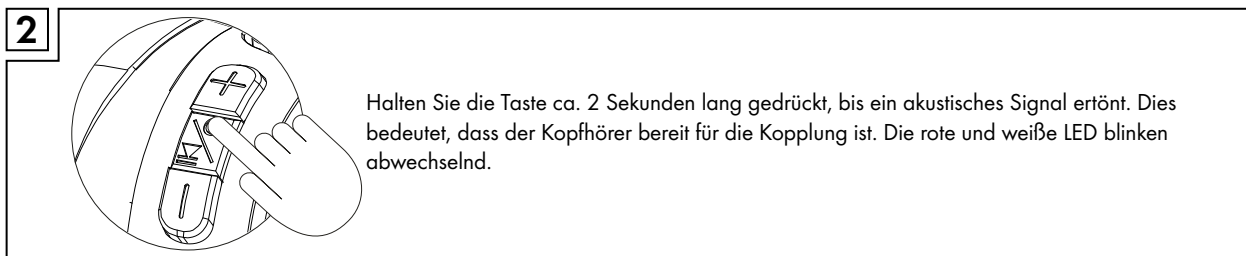 2
Halten Sie die Taste ca. 2 Sekunden lang gedrückt, bis ein akustisches Signal ertönt. Dies
bedeutet, dass der Kopfhörer bereit für die Kopplung ist. Die rote und weiße LED blinken
abwechselnd.